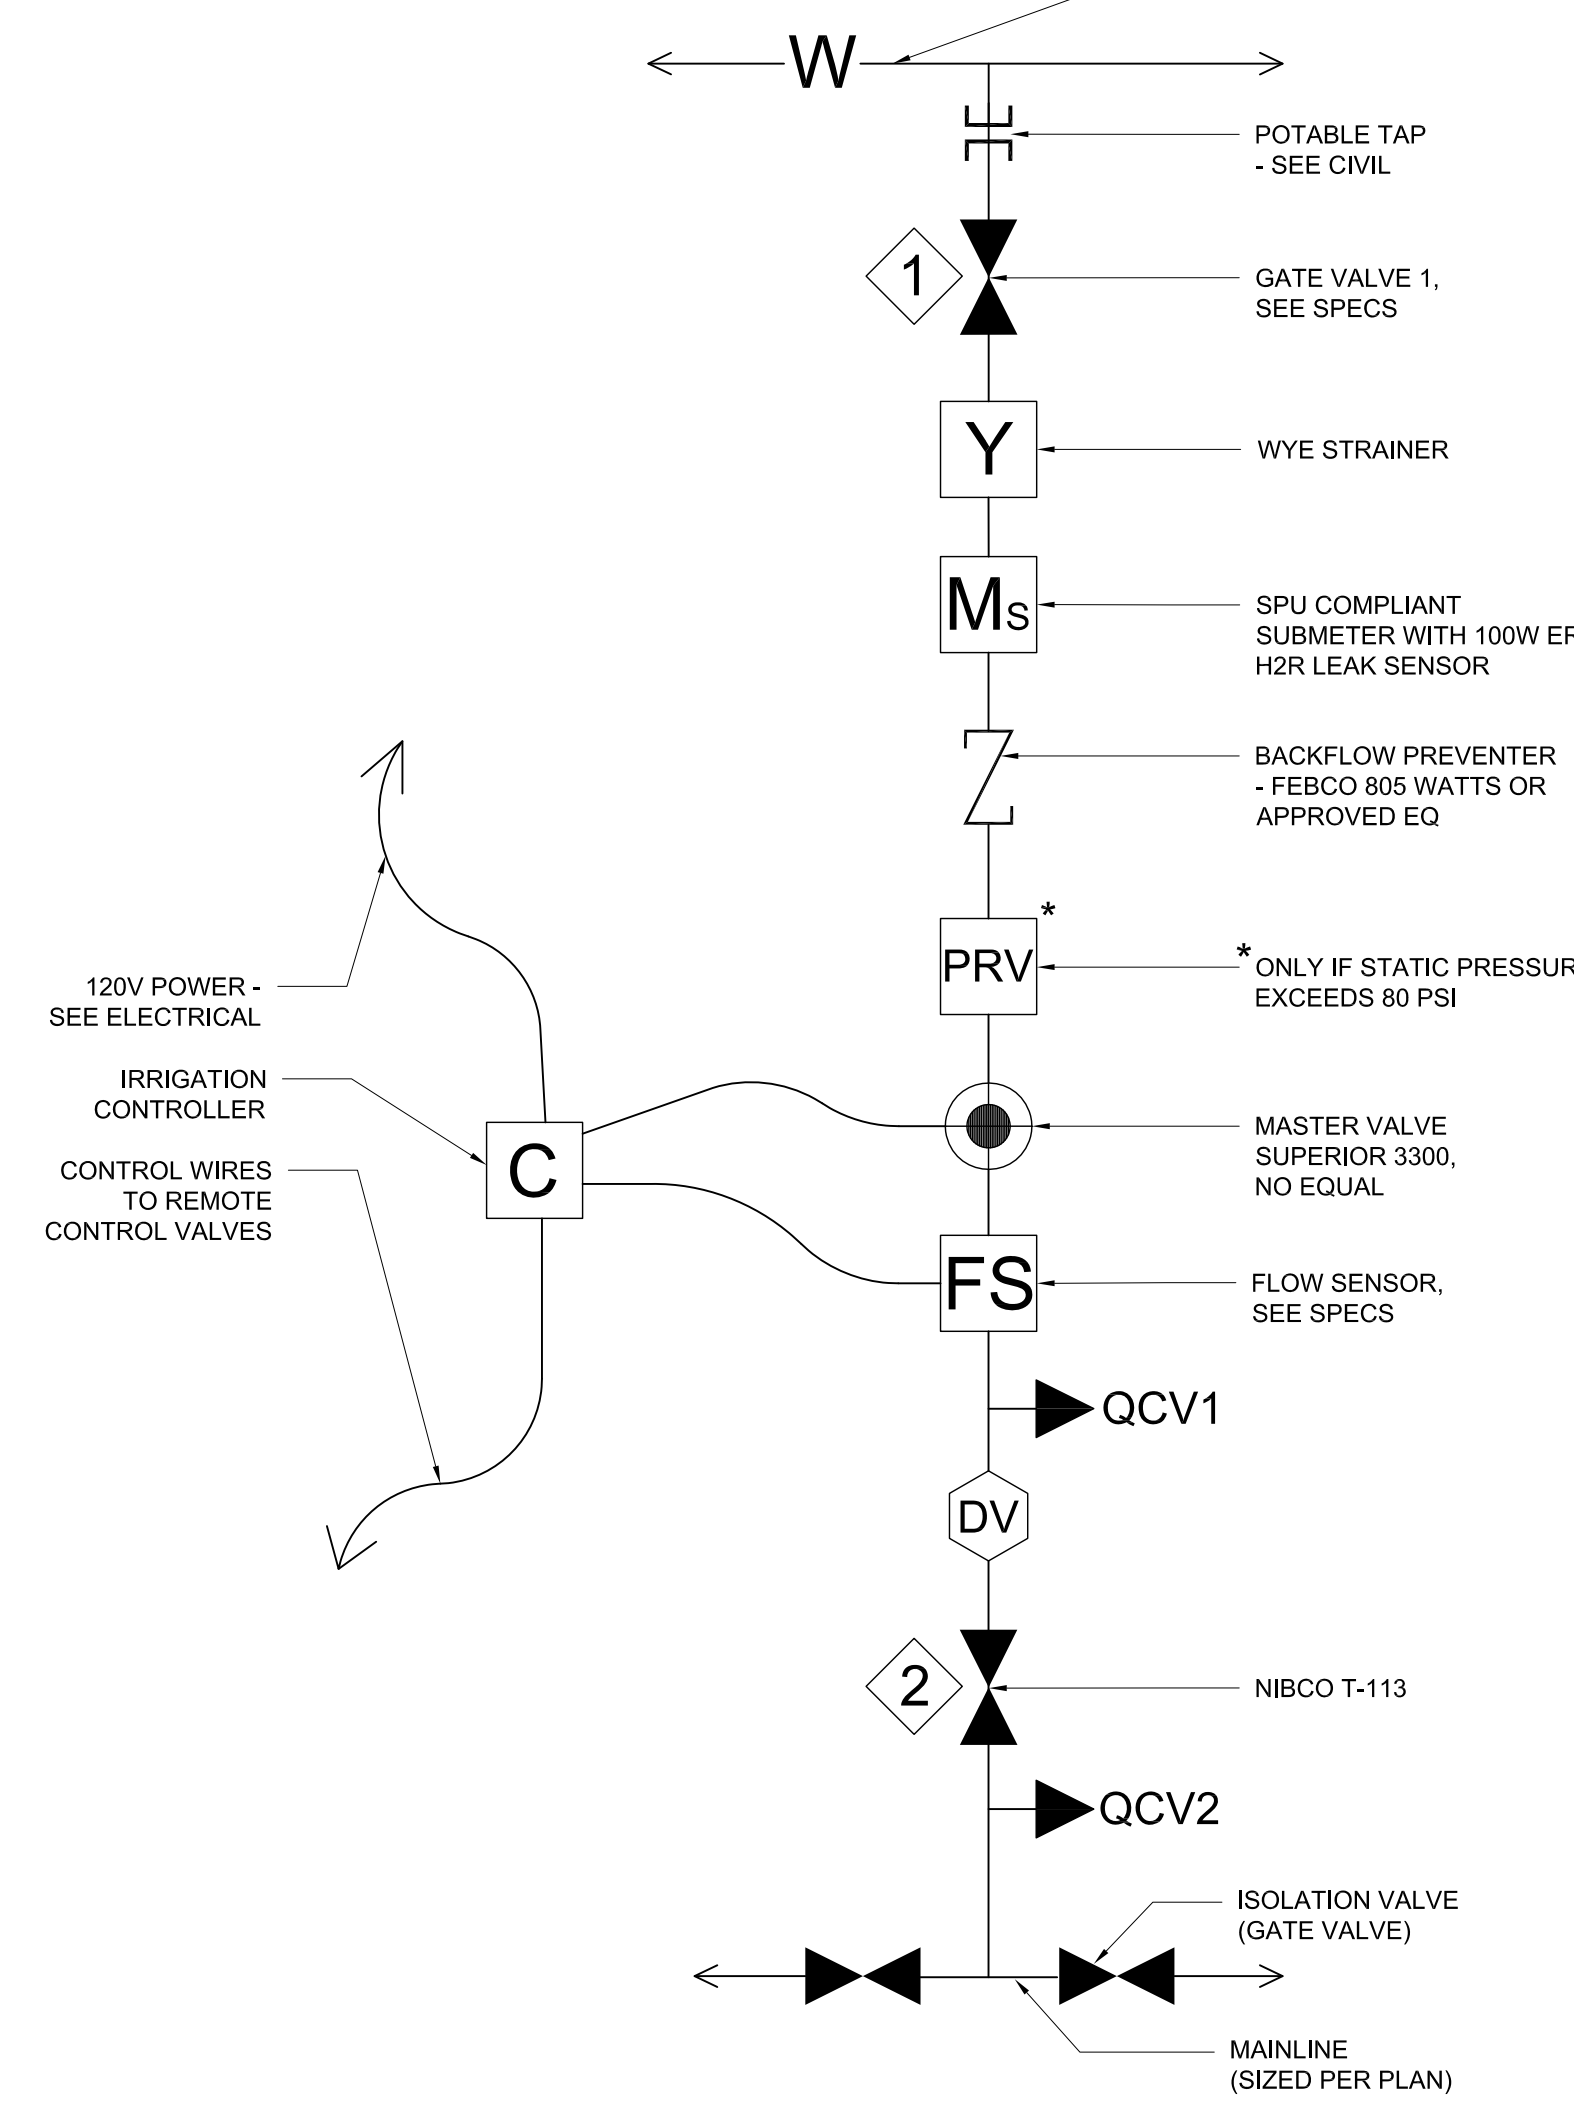 W
POTABLE TAP
- SEE CIVIL
1
GATE VALVE 1,
SEE SPECS
Y
WYE STRAINER
Ms
SPU COMPLIANT
SUBMETER WITH 100W
H2R LEAK SENSOR
BACKFLOW PREVENTER
- FEBCO 805 WATTS OR
APPROVED EQ
PRV*
*ONLY IF STATIC
EXCEEDS 80 PSI
120V POWER -
SEE ELECTRICAL
IRRIGATION
CONTROLLER
CONTROL WIRES
TO REMOTE
CONTROL VALVES
C
MASTER VALVE
SUPERIOR 3300,
NO EQUAL
FS
FLOW SENSOR,
SEE SPECS
QCV1
DV
2
NIBCO T-113
QCV2
ISOLATION VALVE
(GATE VALVE)
MAINLINE
(SIZED PER PLAN)